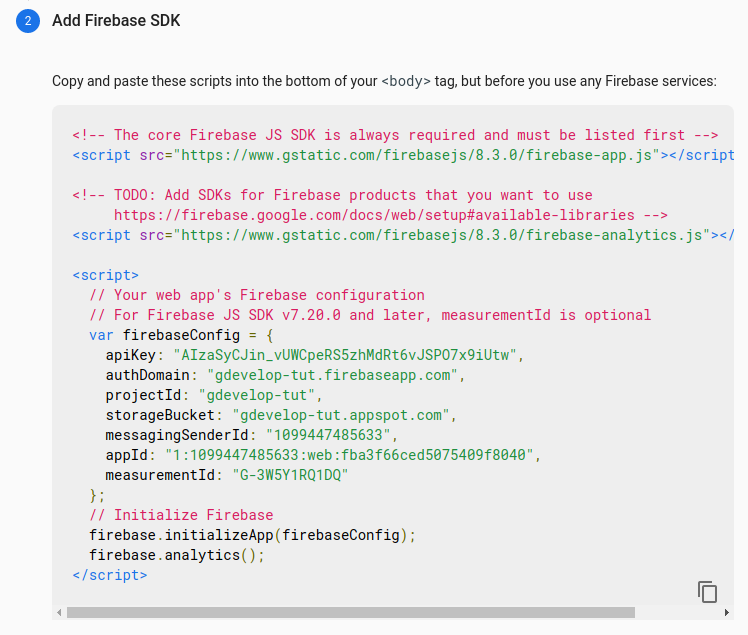 2 Add Firebase SDK
Copy and paste these scripts into the bottom of your <body> tag, but before you use any Firebase services:
<!-- The core Firebase JS SDK is always required and must be listed first -->
<script src="https://www.gstatic.com/firebasejs/8.3.0/firebase-app.js"></script
<!-- TODO: Add SDKs for Firebase products that you want to use
https://firebase.google.com/docs/web/setup#available-libraries -->
<script src="https://www.gstatic.com/firebasejs/8.3.0/firebase-analytics.js"></
<script>
// Your web app's Firebase configuration
// For Firebase JS SDK v7.20.0 and later, measurementId is optional
var firebaseConfig = {
apiKey: "AIzaSyCJin_vUWCpeRS5zhMdRt6vJSPO7x9iUtw",
authDomain: "gdevelop-tut.firebaseapp.com",
projectId: "gdevelop-tut",
storageBucket: "gdevelop-tut.appspot.com",
messagingSenderId: "1099447485633",
appId: "1:1099447485633:web:fba3f66ced5075409f8040",
measurementId: "G-3W5Y1RQ1DQ"
};
// Initialize Firebase
firebase.initializeApp(firebaseConfig);
firebase.analytics();
</script>